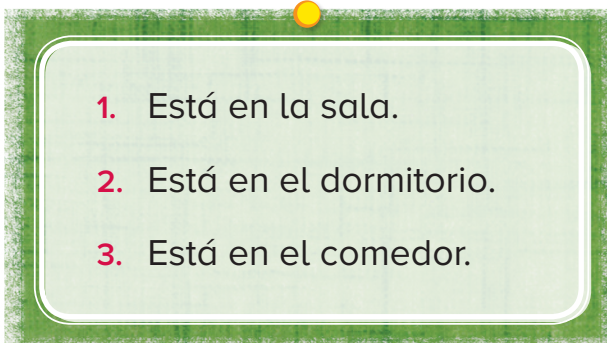 1. Está en la sala.
2. Está en el dormitorio.
3. Está en el comedor.